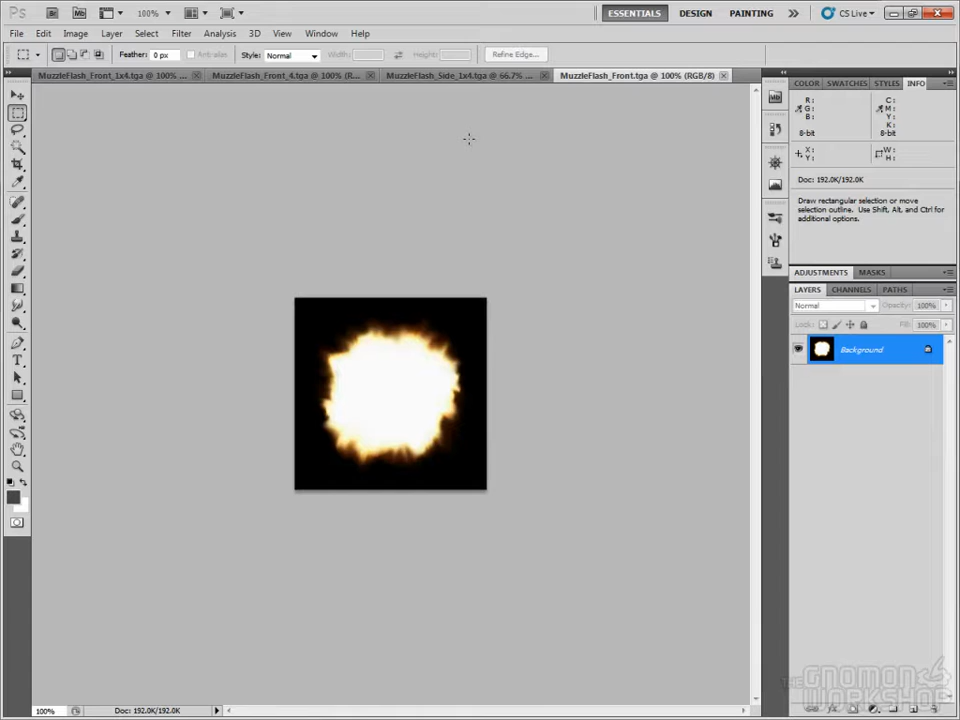 Ps Br Mb 100% ESSENTIALS DESIGN PAINTING CS Live
File Edit Image Layer Select Filter Analysis 3D View Window Help
Feather: 0 px Anti-alias Style: Normal Width: Height: Refine Edge...
MuzzleFlash_Front_1x4.tga @ 100% ... MuzzleFlash_Front_4.tga @ 100% (R... MuzzleFlash_Side_1x4.tga @ 66.7% ... MuzzleFlash_Front.tga @ 100% (RGB/8)
COLOR SWATCHES STYLES INFO
R: C:
G: M:
B: Y:
K:
8-bit 8-bit
X: W:
Y: H:
Doc: 192.0K/192.0K
Draw rectangular selection or move
selection outline. Use Shift, Alt, and Ctrl for
additional options.
ADJUSTMENTS MASKS
LAYERS CHANNELS PATHS
Normal Opacity: 100%
Lock: Fill: 100%
Background
THE GNOMON
WORKSHOP
100% Doc: 192.0K/192.0K